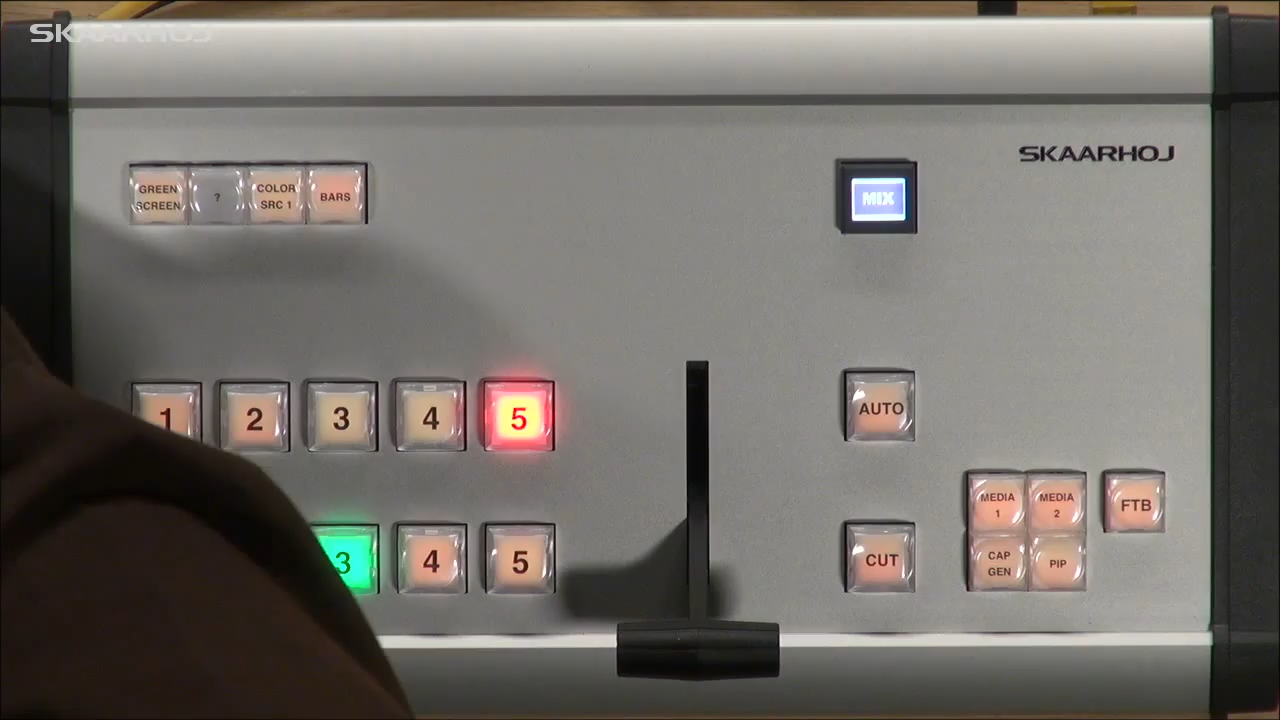 SKAARHOJ
SKAARHOJ
GREEN
SCREEN
?
COLOR
SRC 1
BARS
MIX
1
2
3
4
5
AUTO
MEDIA
1
MEDIA
2
FTB
3
4
5
CUT
CAP
GEN
PIP